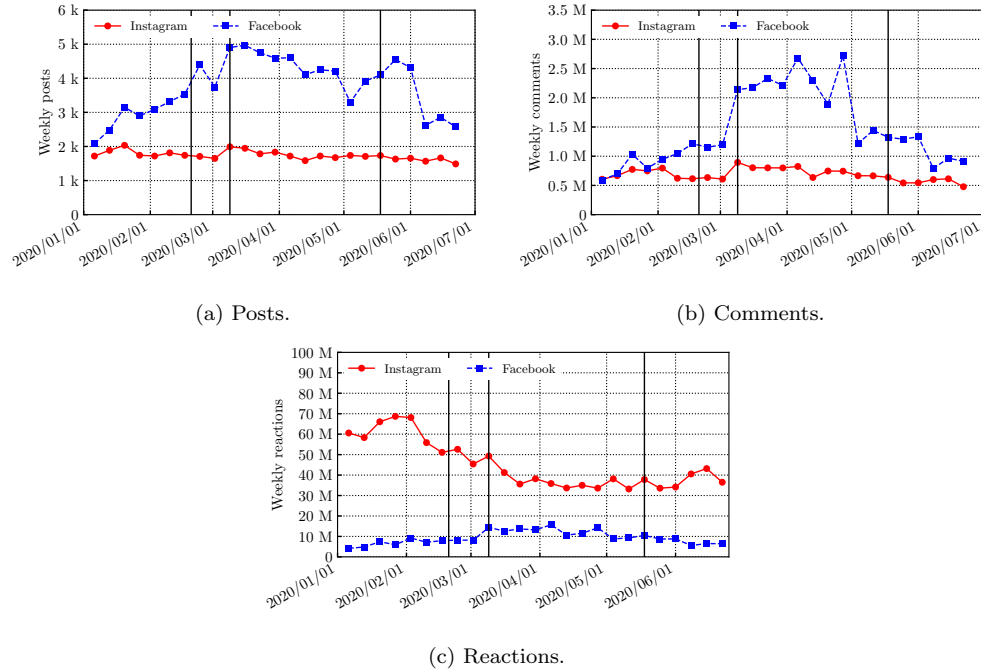 6 k
5 k
4 k
3 k
2 k
1 k
0
Weekly posts
Instagram
Facebook
2020/01/01
2020/02/01
2020/03/01
2020/04/01
2020/05/01
2020/06/01
2020/07/01
(a) Posts.
3.5 M
3.0 M
2.5 M
2.0 M
1.5 M
1.0 M
0.5 M
0
Weekly comments
Instagram
Facebook
2020/01/01
2020/02/01
2020/03/01
2020/04/01
2020/05/01
2020/06/01
2020/07/01
(b) Comments.
100 M
90 M
80 M
70 M
60 M
50 M
40 M
30 M
20 M
10 M
0
Weekly reactions
Instagram
Facebook
2020/01/01
2020/02/01
2020/03/01
2020/04/01
2020/05/01
2020/06/01
(c) Reactions.